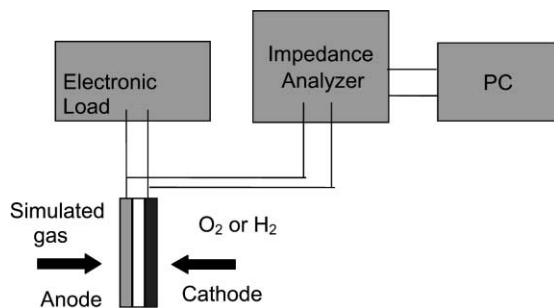 Electronic
Load
Impedance
Analyzer
PC
Simulated
gas
O₂ or H₂
Anode
Cathode